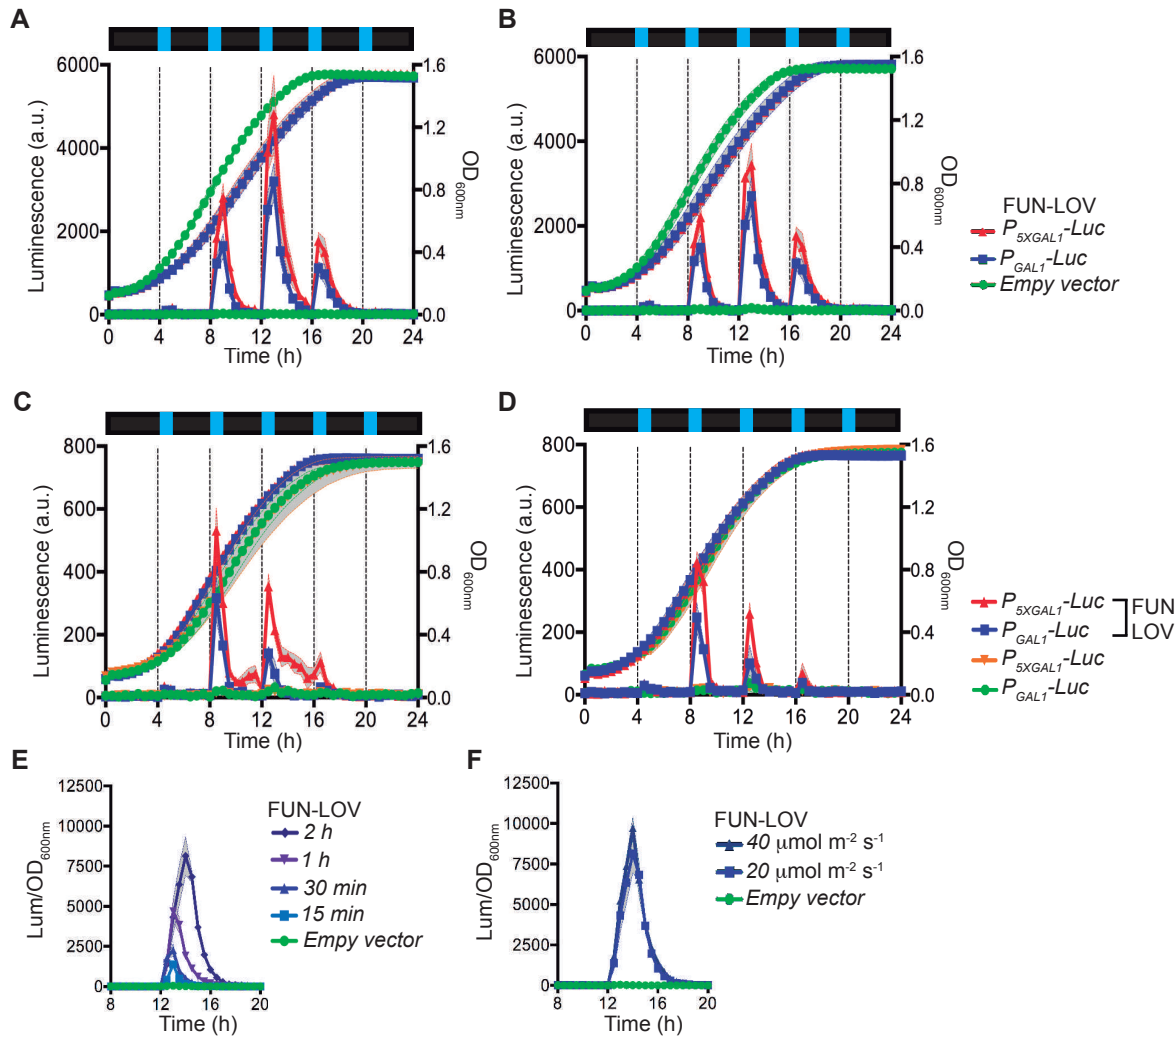 A
B
6000
4000
2000
0
1.6
1.2
0.8
0.4
0.0
Luminescence (a.u.)
OD600nm
0 4 8 12 16 20 24
Time (h)
6000
4000
2000
0
1.6
1.2
0.8
0.4
0.0
Luminescence (a.u.)
OD600nm
0 4 8 12 16 20 24
Time (h)
FUN-LOV
P5XGAL1-Luc
PGAL1-Luc
Empy vector
C
D
800
600
400
200
0
1.6
1.2
0.8
0.4
0.0
Luminescence (a.u.)
OD600nm
0 4 8 12 16 20 24
Time (h)
800
600
400
200
0
1.6
1.2
0.8
0.4
0.0
Luminescence (a.u.)
OD600nm
0 4 8 12 16 20 24
Time (h)
P5XGAL1-Luc
PGAL1-Luc
FUN
LOV
P5XGAL1-Luc
PGAL1-Luc
E
F
12500
10000
7500
5000
2500
0
Lum/OD600nm
8 12 16 20
Time (h)
FUN-LOV
2 h
1 h
30 min
15 min
Empy vector
12500
10000
7500
5000
2500
0
Lum/OD600nm
8 12 16 20
Time (h)
FUN-LOV
40 μmol m-2 s-1
20 μmol m-2 s-1
Empy vector